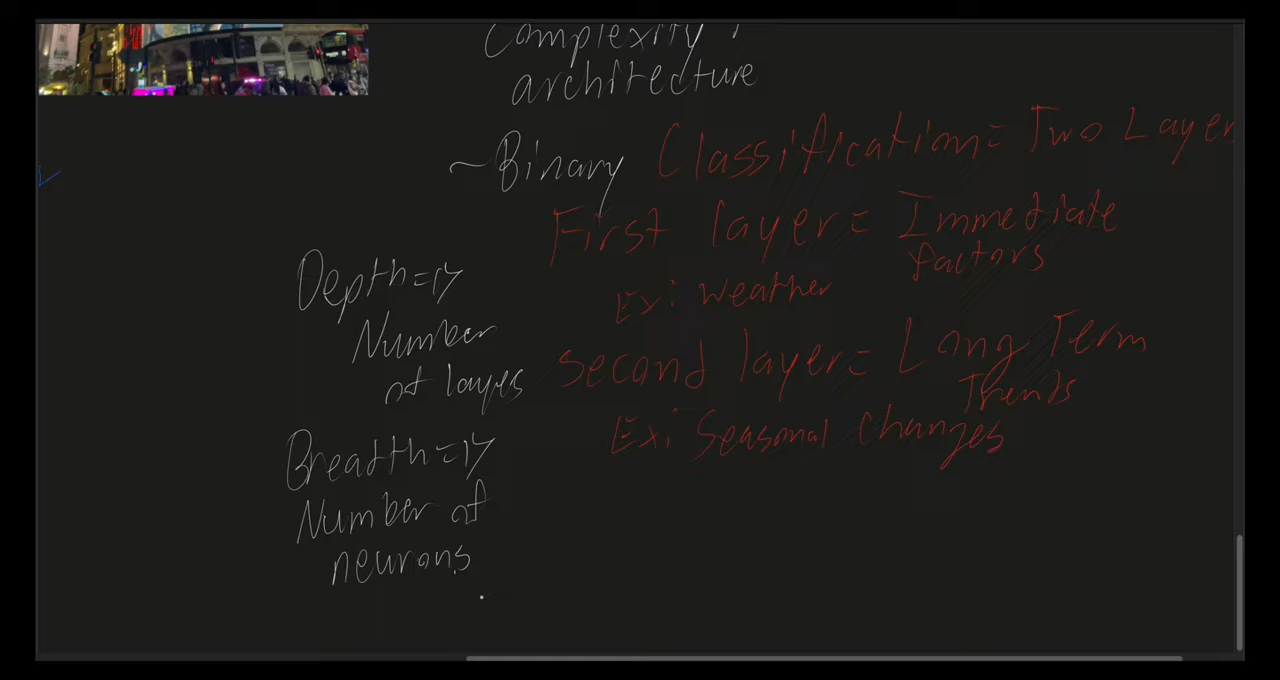 Complexity &
architecture
~Binary Classification = Two Layer
First layer = Immediate
factors
Ex: Weather
Second layer = Long Term
Trends
Ex: Seasonal Changes
Depth =>
Number
of layes
Breadth =>
Number of
neurons